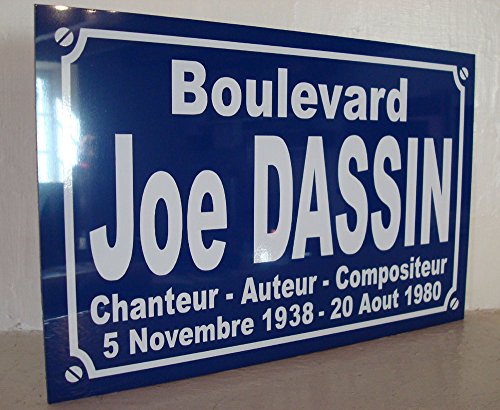 Boulevard
Joe DASSIN
Chanteur - Auteur - Compositeur
5 Novembre 1938 - 20 Aout 1980